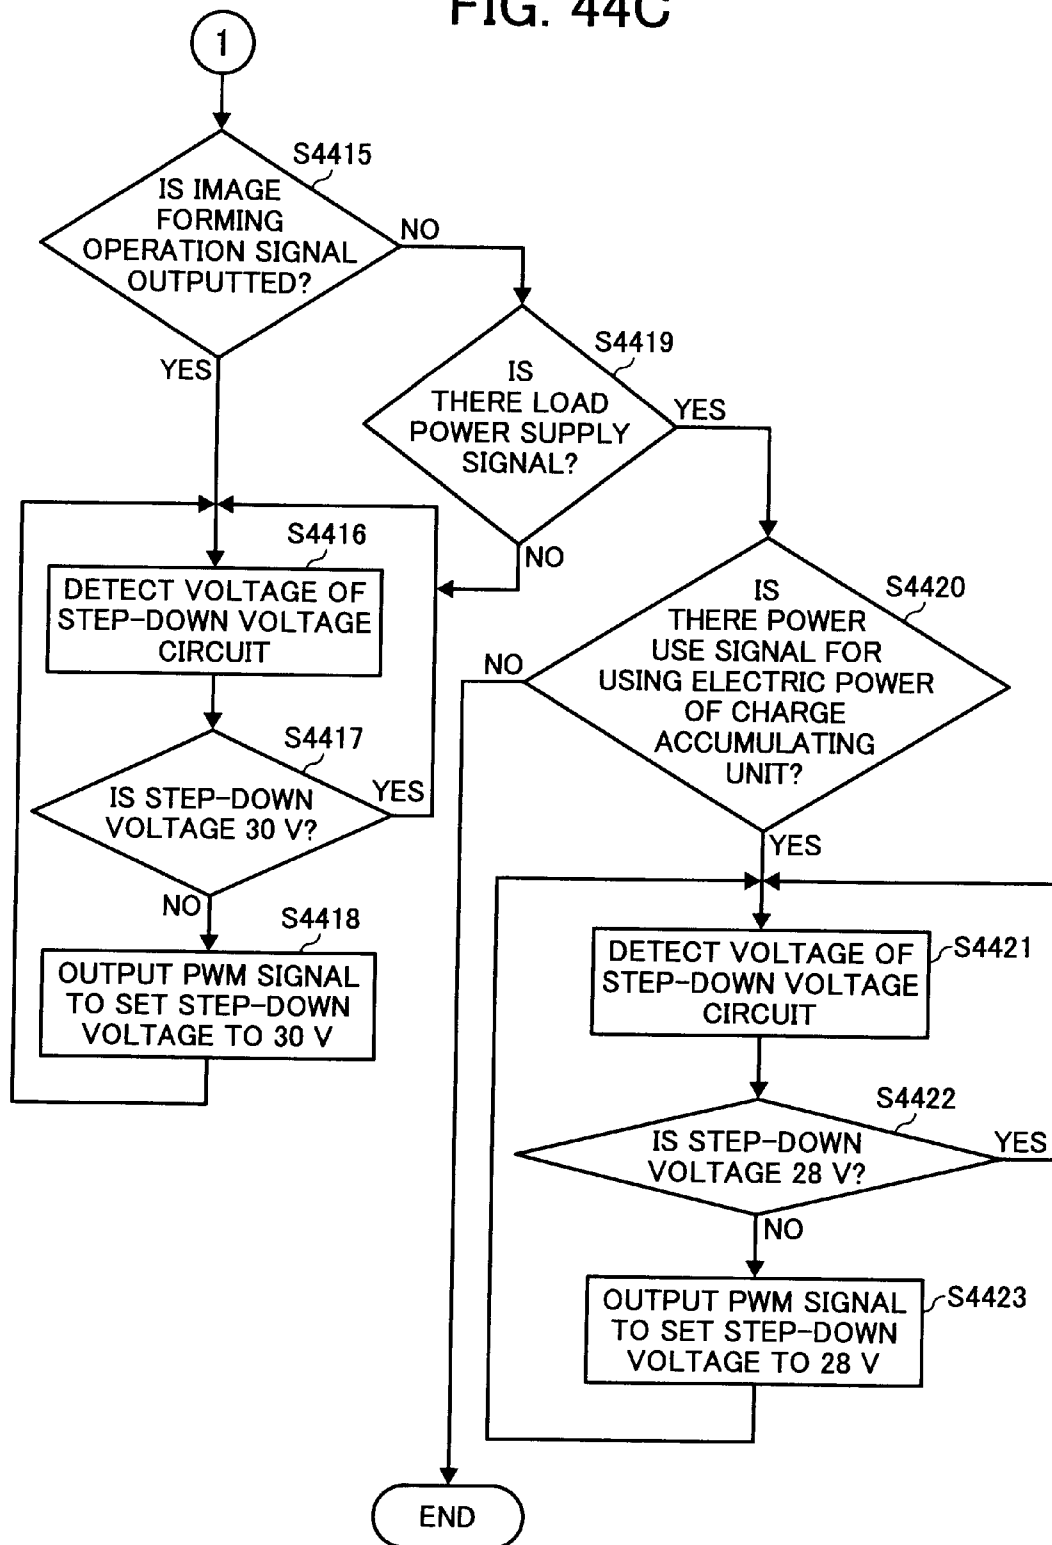 FIG. 44C
1
S4415
IS IMAGE
FORMING
OPERATION SIGNAL
OUTPUTTED?
NO
YES
S4419
IS
THERE LOAD
POWER SUPPLY
SIGNAL?
YES
NO
S4416
DETECT VOLTAGE OF
STEP-DOWN VOLTAGE
CIRCUIT
S4420
IS
THERE POWER
USE SIGNAL FOR
USING ELECTRIC POWER
OF CHARGE
ACCUMULATING
UNIT?
NO
YES
S4417
IS STEP-DOWN
VOLTAGE 30 V?
YES
NO
S4418
OUTPUT PWM SIGNAL
TO SET STEP-DOWN
VOLTAGE TO 30 V
S4421
DETECT VOLTAGE OF
STEP-DOWN VOLTAGE
CIRCUIT
S4422
IS STEP-DOWN
VOLTAGE 28 V?
YES
NO
S4423
OUTPUT PWM SIGNAL
TO SET STEP-DOWN
VOLTAGE TO 28 V
END